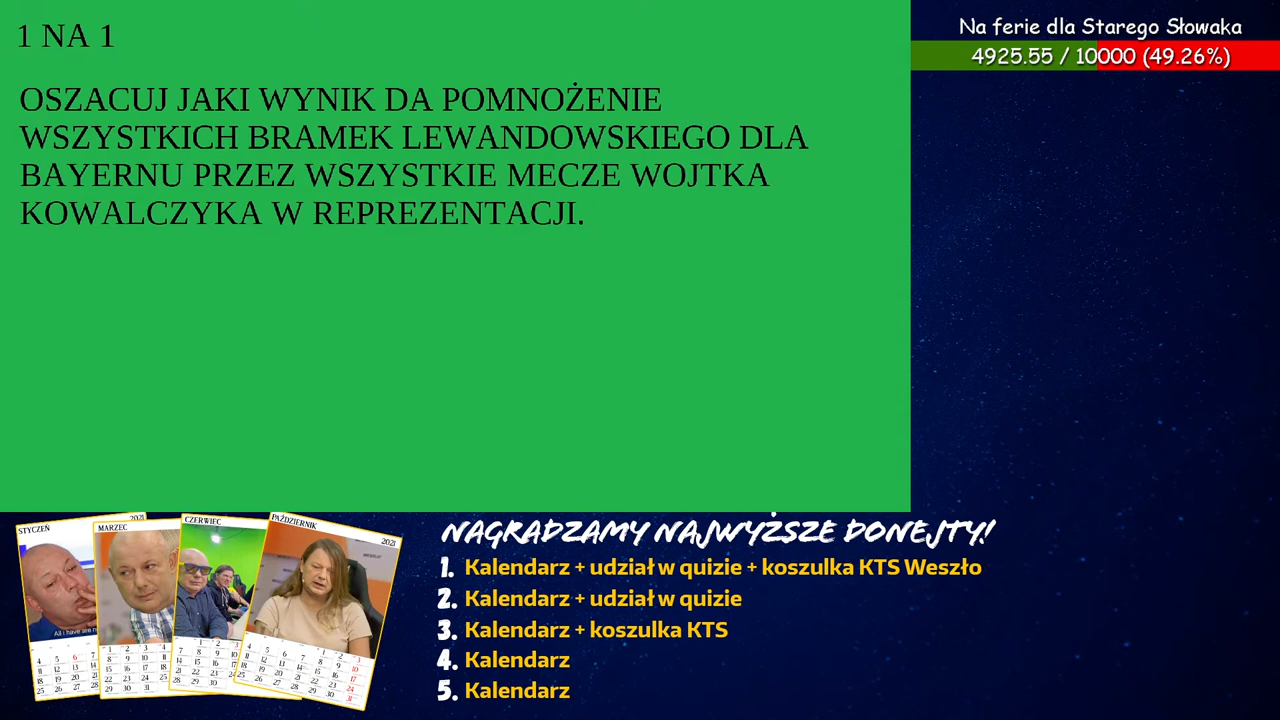 1 NA 1
OSZACUJ JAKI WYNIK DA POMNOŻENIE
WSZYSTKICH BRAMEK LEWANDOWSKIEGO DLA
BAYERNU PRZEZ WSZYSTKIE MECZE WOJTKA
KOWALCZYKA W REPREZENTACJI.
Na ferie dla Starego Słowaka
4925.55 / 10000 (49.26%)
STYCZEŃ
MARZEC
CZERWIEC
PAŹDZIERNIK
2021
NAGRADZAMY NAJWYŻSZE DONEJTY!
1. Kalendarz + udział w quizie + koszulka KTS Weszło
2. Kalendarz + udział w quizie
3. Kalendarz + koszulka KTS
4. Kalendarz
5. Kalendarz